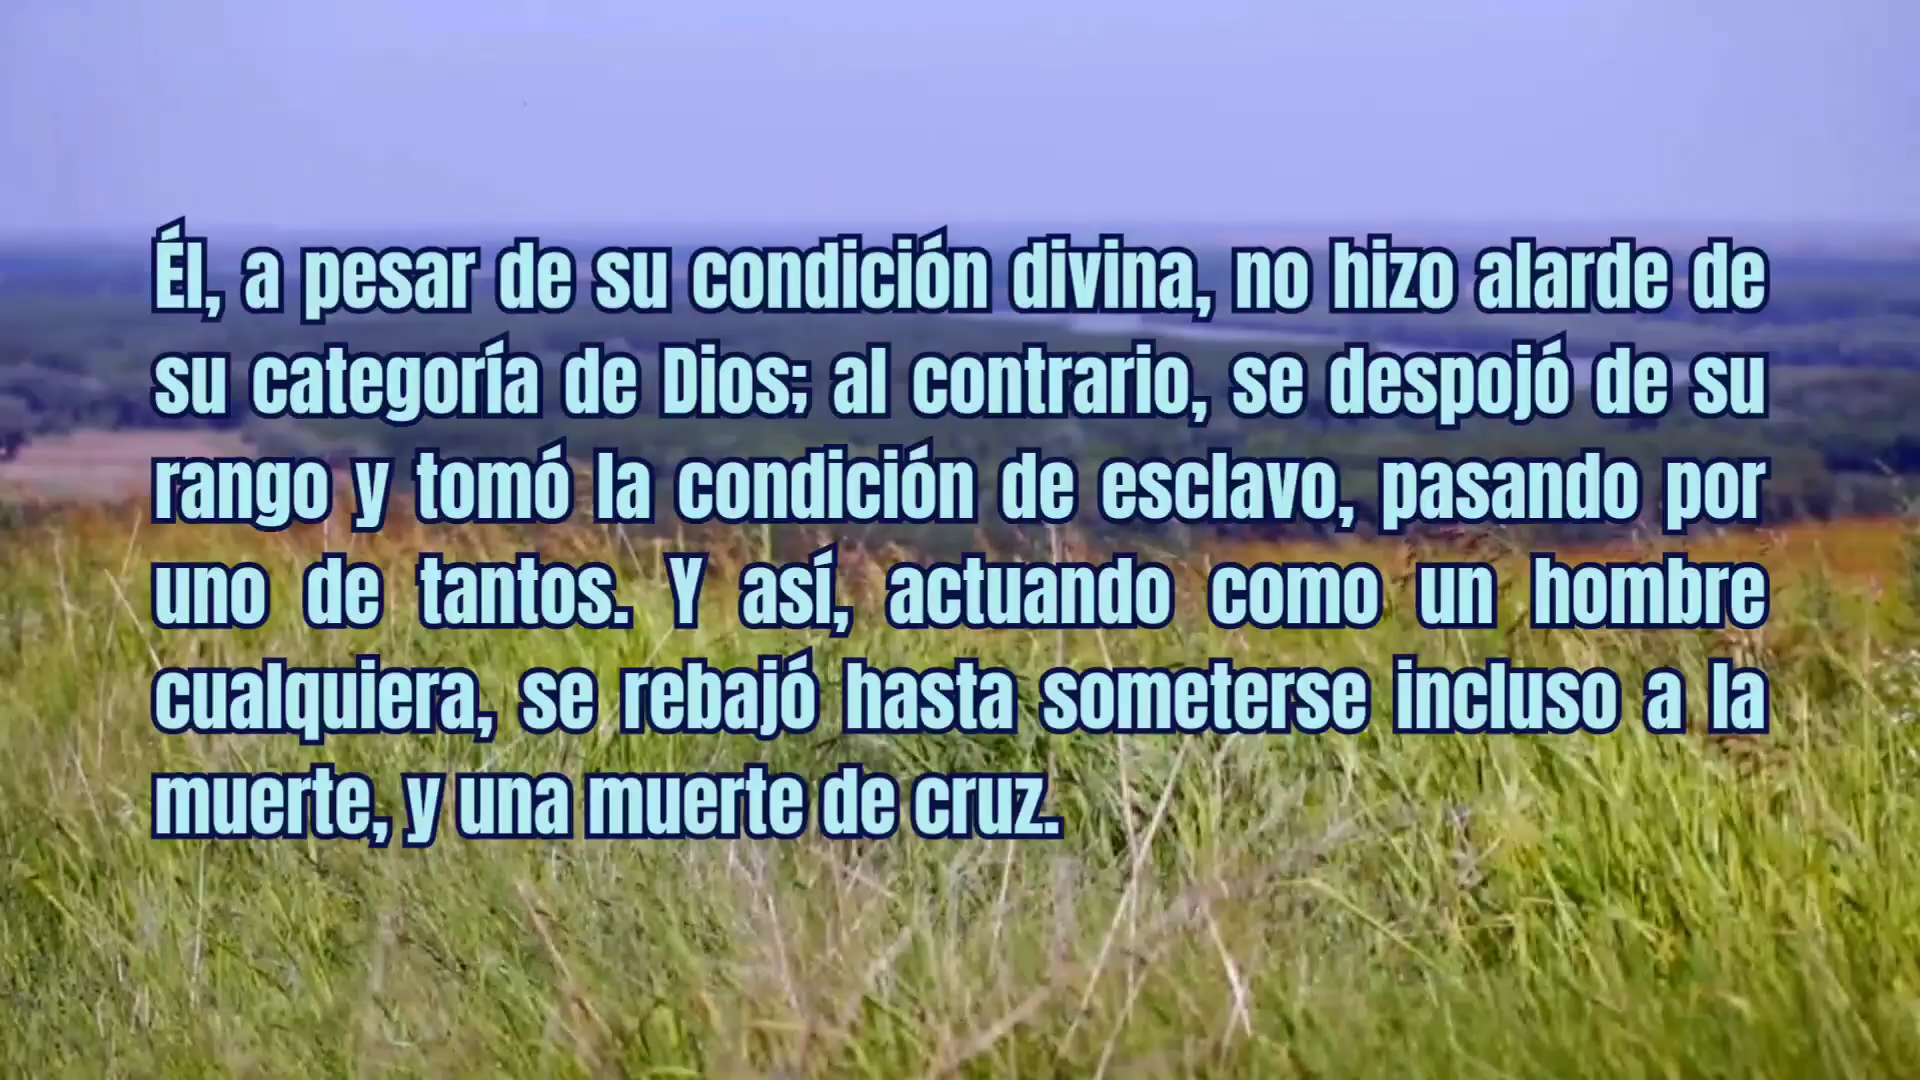 Él, a pesar de su condición divina, no hizo alarde de
su categoría de Dios; al contrario, se despojó de su
rango y tomó la condición de esclavo, pasando por
uno de tantos. Y así, actuando como un hombre
cualquiera, se rebajó hasta someterse incluso a la
muerte, y una muerte de cruz.